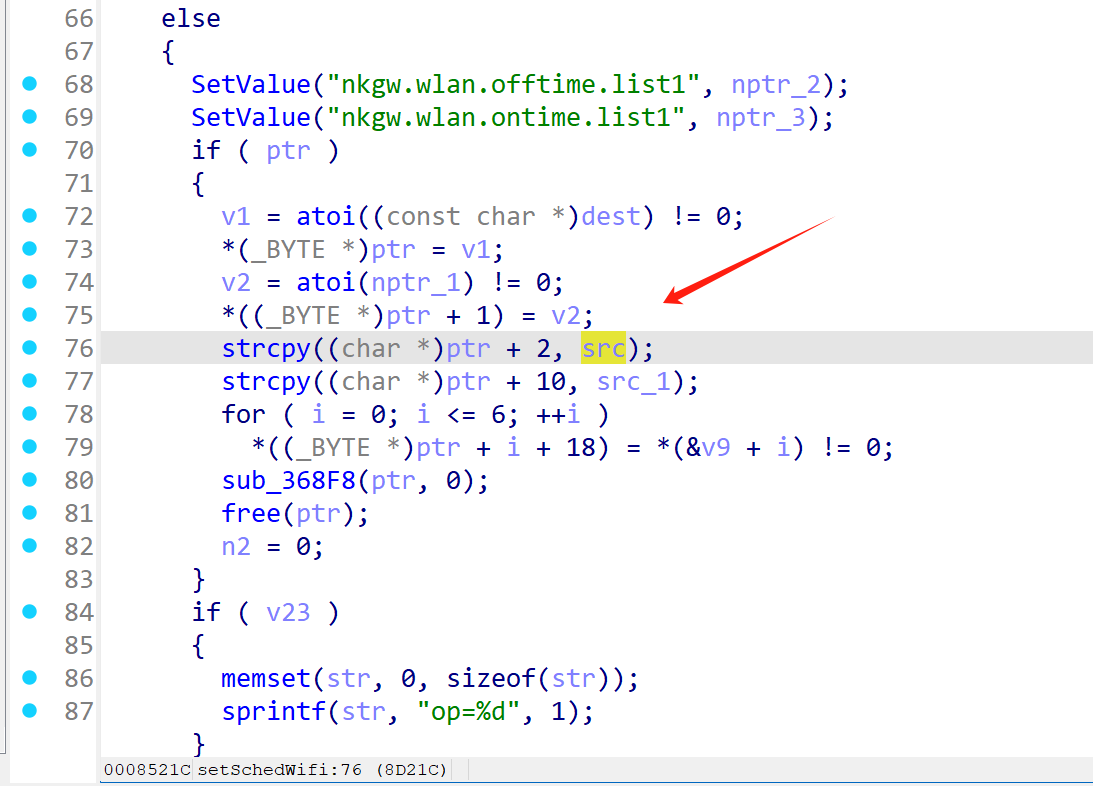 66 else
67 {
68 SetValue("nkgw.wlan.offtime.list1", nptr_2);
69 SetValue("nkgw.wlan.ontime.list1", nptr_3);
70 if ( ptr )
71 {
72 v1 = atoi((const char *)dest) != 0;
73 *(_BYTE *)ptr = v1;
74 v2 = atoi(nptr_1) != 0;
75 *((_BYTE *)ptr + 1) = v2;
76 strcpy((char *)ptr + 2, src);
77 strcpy((char *)ptr + 10, src_1);
78 for ( i = 0; i <= 6; ++i )
79 *((_BYTE *)ptr + i + 18) = *(&v9 + i) != 0;
80 sub_368F8(ptr, 0);
81 free(ptr);
82 n2 = 0;
83 }
84 if ( v23 )
85 {
86 memset(str, 0, sizeof(str));
87 sprintf(str, "op=%d", 1);
}
0008521C setSchedWifi:76 (8D21C)